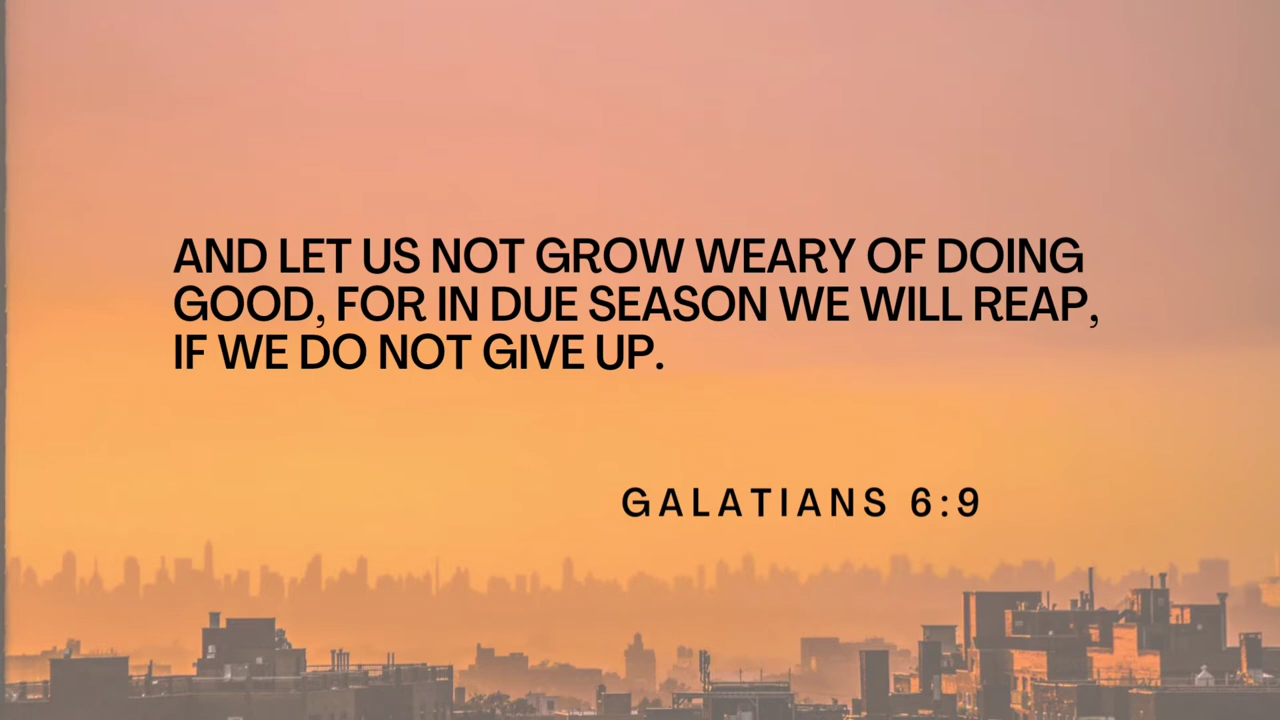 AND LET US NOT GROW WEARY OF DOING
GOOD, FOR IN DUE SEASON WE WILL REAP,
IF WE DO NOT GIVE UP.
GALATIANS 6:9